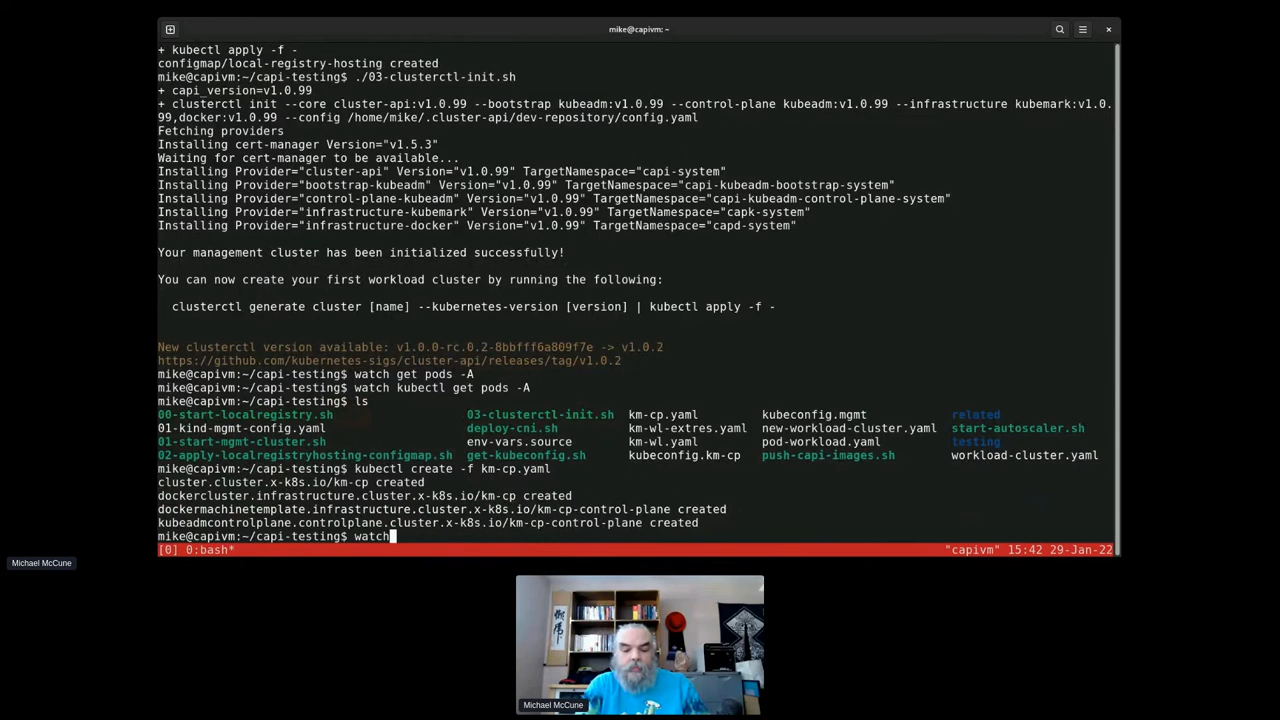 mike@capivm: ~
+ kubectl apply -f -
configmap/local-registry-hosting created
mike@capivm:~/capi-testing$ ./03-clusterctl-init.sh
+ capi_version=v1.0.99
+ clusterctl init --core cluster-api:v1.0.99 --bootstrap kubeadm:v1.0.99 --control-plane kubeadm:v1.0.99 --infrastructure kubemark:v1.0.
99,docker:v1.0.99 --config /home/mike/.cluster-api/dev-repository/config.yaml
Fetching providers
Installing cert-manager Version="v1.5.3"
Waiting for cert-manager to be available...
Installing Provider="cluster-api" Version="v1.0.99" TargetNamespace="capi-system"
Installing Provider="bootstrap-kubeadm" Version="v1.0.99" TargetNamespace="capi-kubeadm-bootstrap-system"
Installing Provider="control-plane-kubeadm" Version="v1.0.99" TargetNamespace="capi-kubeadm-control-plane-system"
Installing Provider="infrastructure-kubemark" Version="v1.0.99" TargetNamespace="capk-system"
Installing Provider="infrastructure-docker" Version="v1.0.99" TargetNamespace="capd-system"
Your management cluster has been initialized successfully!
You can now create your first workload cluster by running the following:
clusterctl generate cluster [name] --kubernetes-version [version] | kubectl apply -f -
New clusterctl version available: v1.0.0-rc.0.2-8bbfff6a809f7e -> v1.0.2
https://github.com/kubernetes-sigs/cluster-api/releases/tag/v1.0.2
mike@capivm:~/capi-testing$ watch get pods -A
mike@capivm:~/capi-testing$ watch kubectl get pods -A
mike@capivm:~/capi-testing$ ls
00-start-localregistry.sh 03-clusterctl-init.sh km-cp.yaml kubeconfig.mgmt related
01-kind-mgmt-config.yaml deploy-cni.sh km-wl-extres.yaml new-workload-cluster.yaml start-autoscaler.sh
01-start-mgmt-cluster.sh env-vars.source km-wl.yaml pod-workload.yaml testing
02-apply-localregistryhosting-configmap.sh get-kubeconfig.sh kubeconfig.km-cp push-capi-images.sh workload-cluster.yaml
mike@capivm:~/capi-testing$ kubectl create -f km-cp.yaml
cluster.cluster.x-k8s.io/km-cp created
dockercluster.infrastructure.cluster.x-k8s.io/km-cp created
dockermachinetemplate.infrastructure.cluster.x-k8s.io/km-cp-control-plane created
kubeadmcontrolplane.controlplane.cluster.x-k8s.io/km-cp-control-plane created
mike@capivm:~/capi-testing$ watch
[0] 0:bash* "capivm" 15:42 29-Jan-22
Michael McCune
Michael McCune